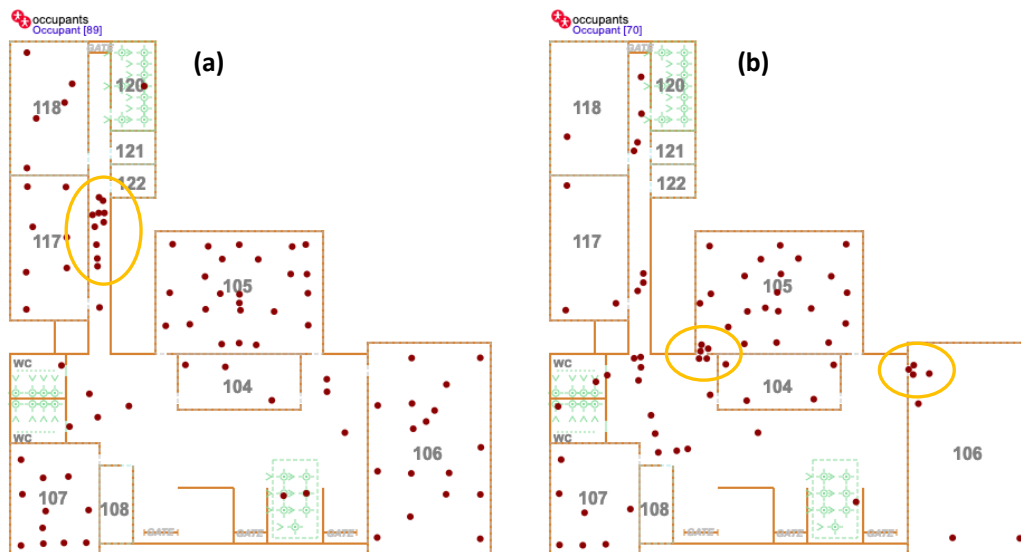 occupants
Occupant [89]
(a)
GATE
120
118
121
122
117
105
WC
104
WC
106
107
108
GATE
GATE
GATE
occupants
Occupant [70]
(b)
GATE
120
118
121
122
117
105
WC
104
WC
106
107
108
GATE
GATE
GATE